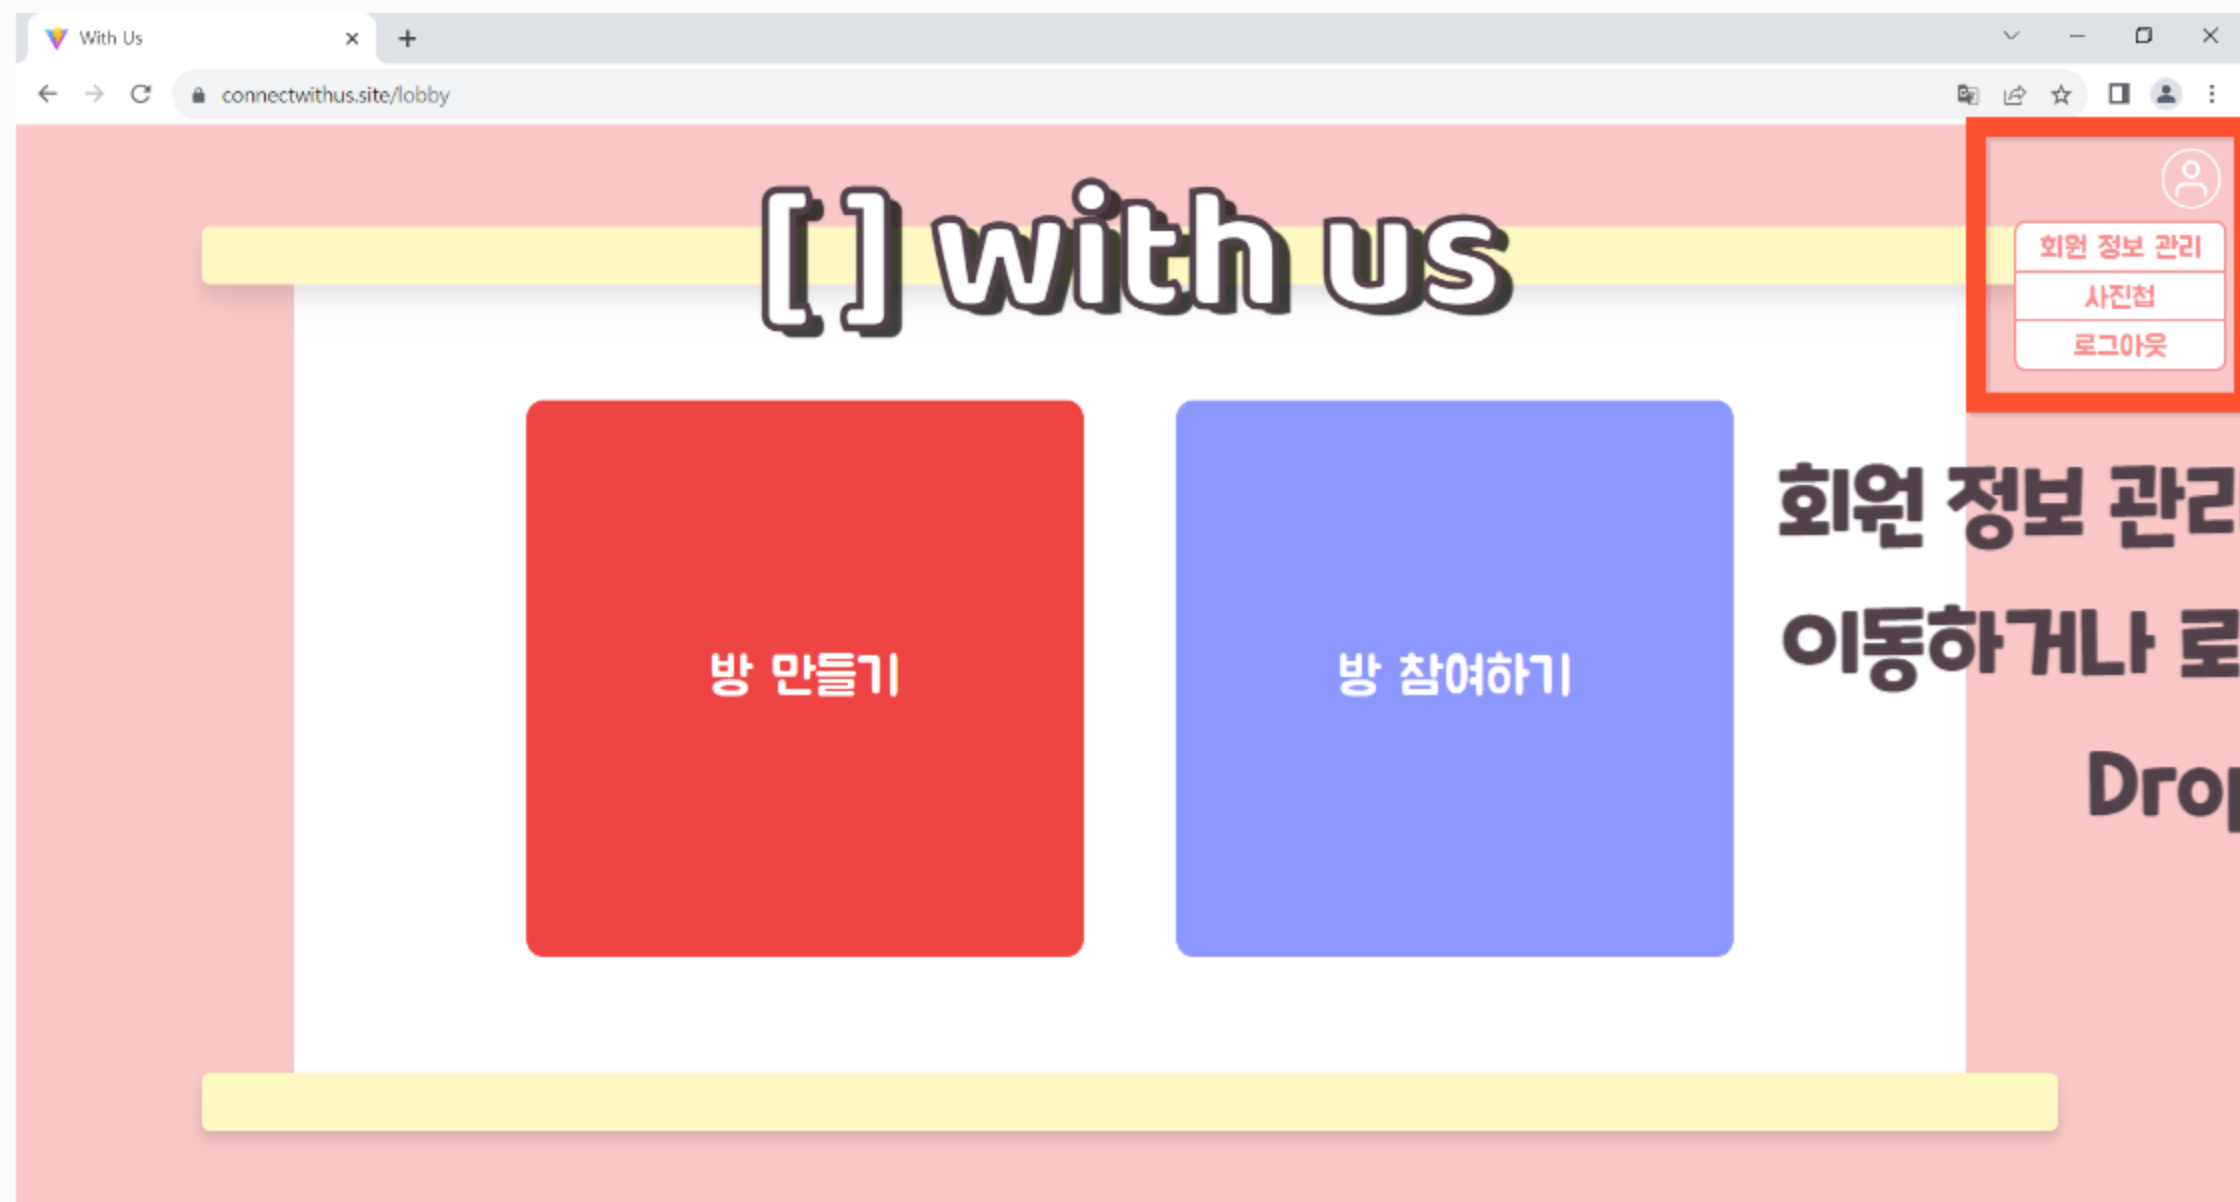 With Us
connectwithus.site/lobby
[ ] with us
회원 정보 관리
사진첩
로그아웃
방 만들기
방 참여하기
회원 정보 관리
이동하거나 로
Drop